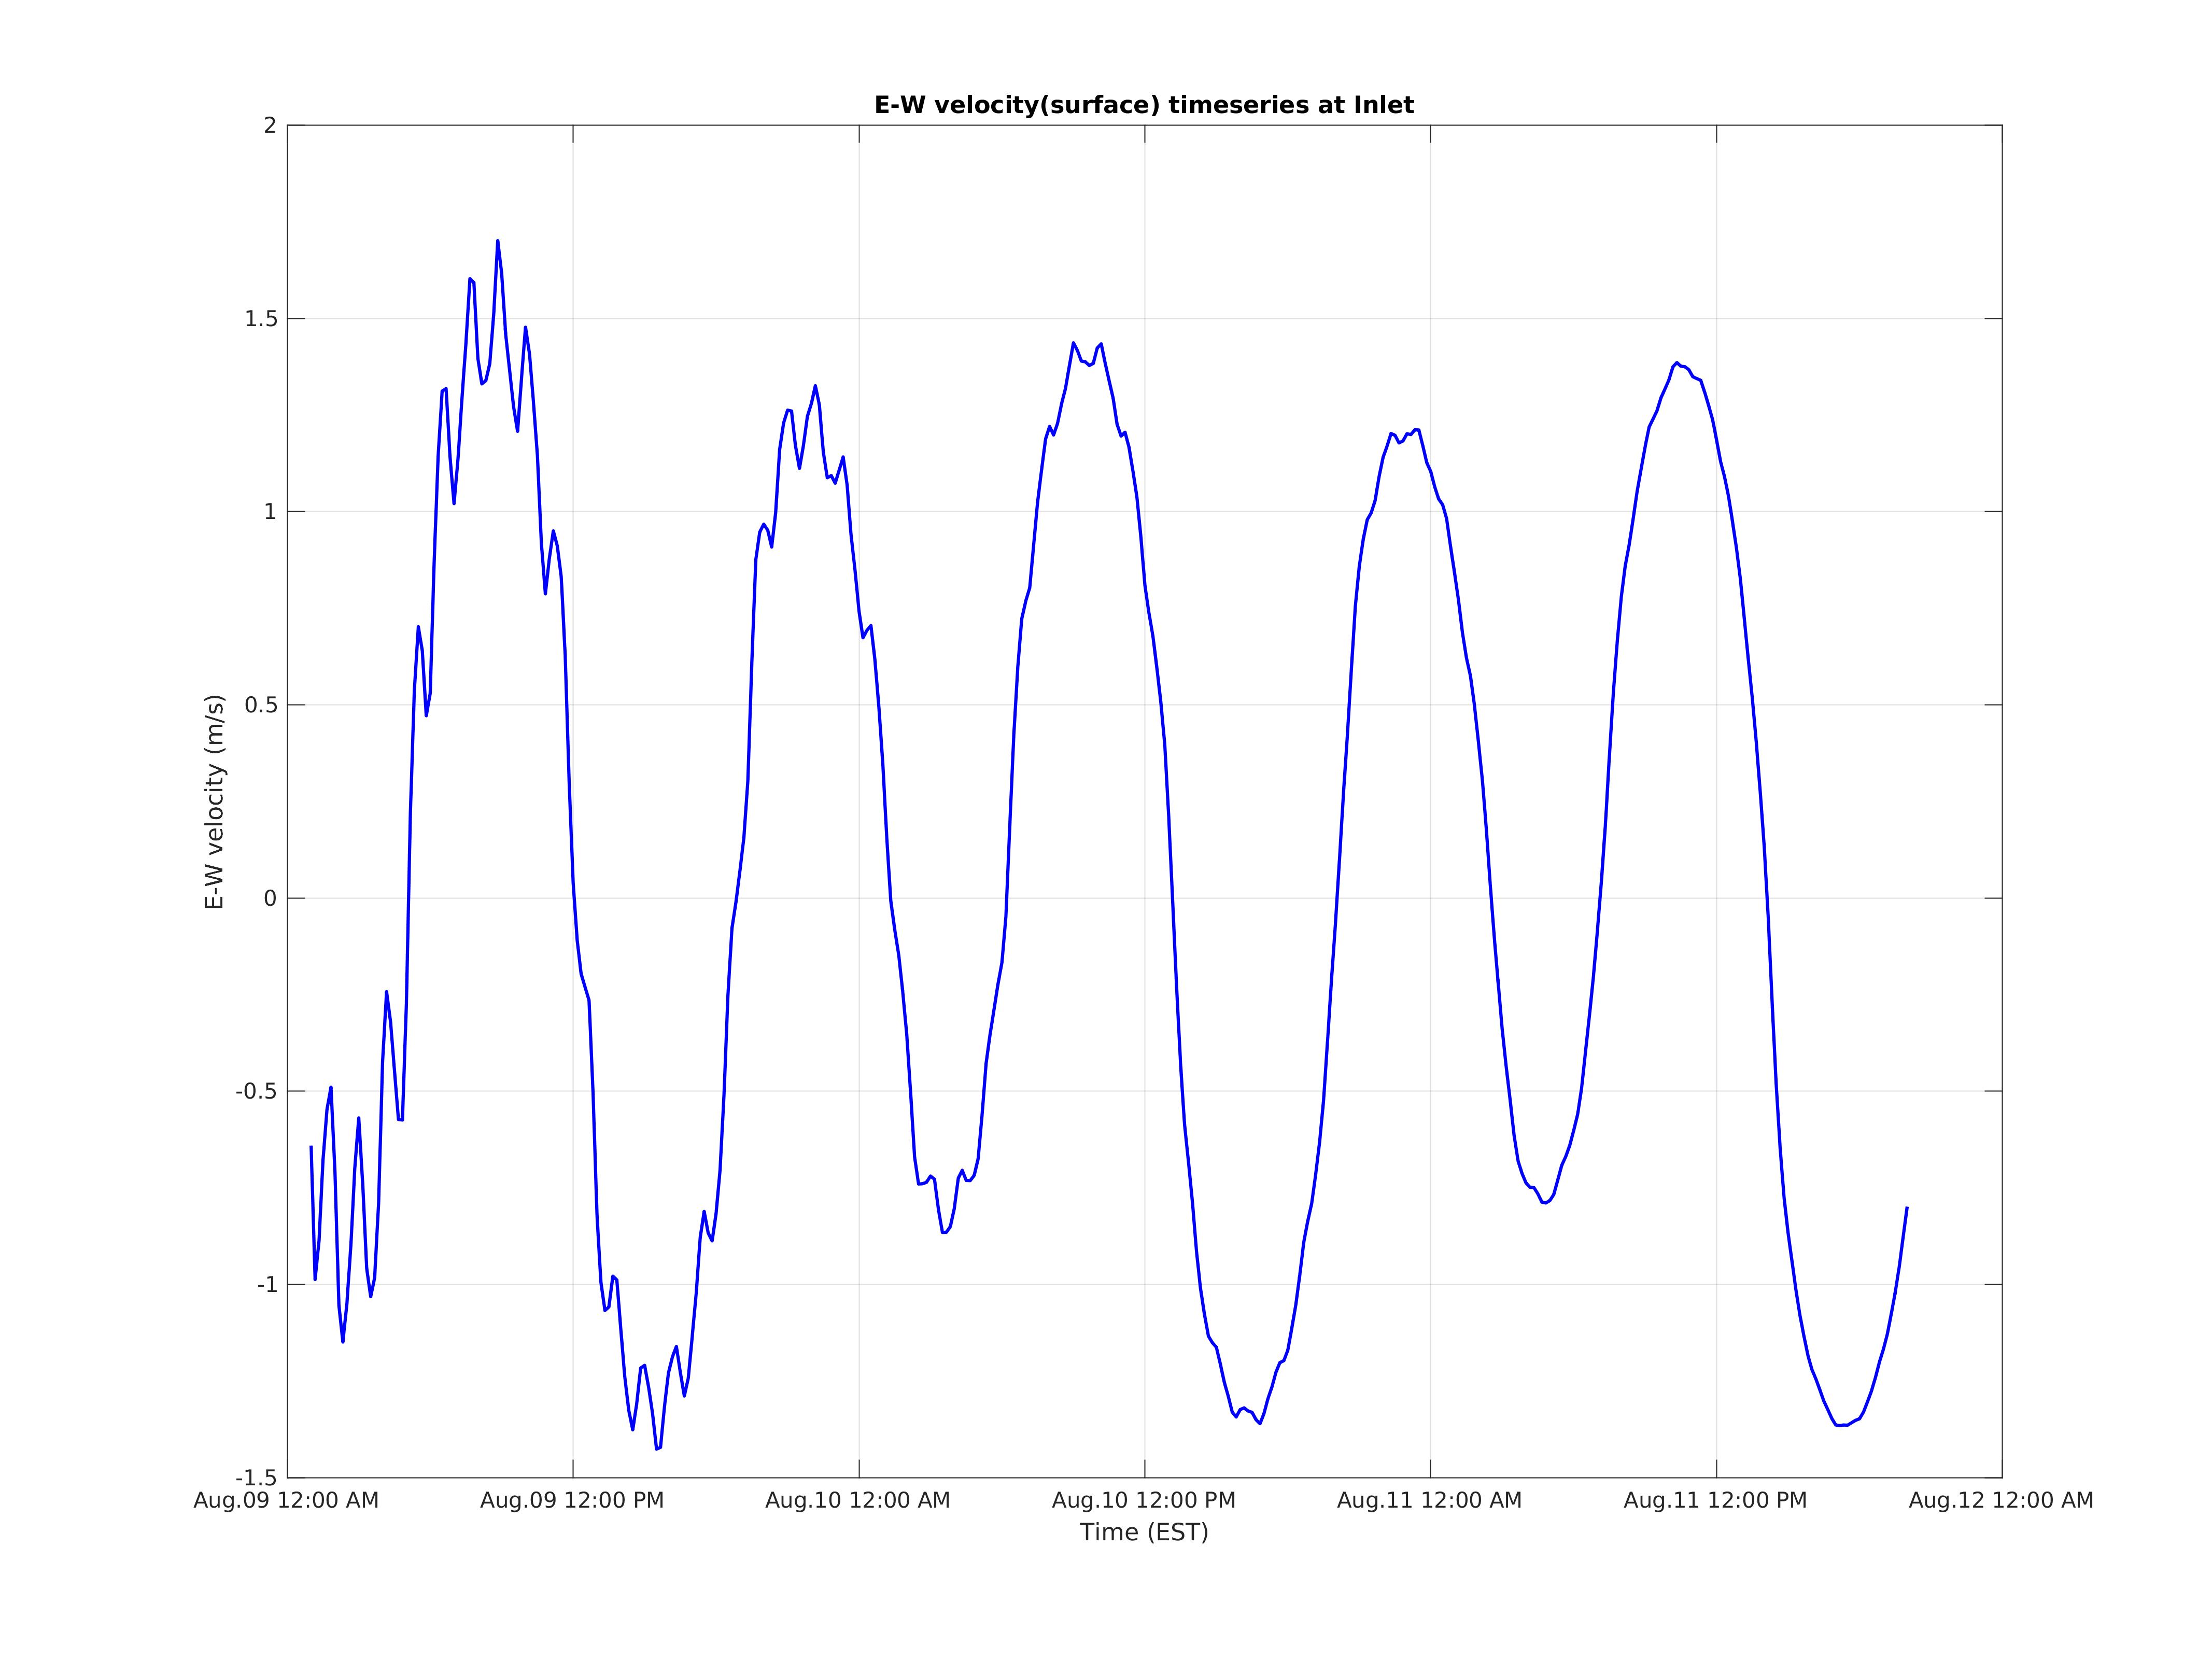 E-W velocity(surface) timeseries at Inlet
2
1.5
1
0.5
0
-0.5
-1
-1.5
E-W velocity (m/s)
Aug.09 12:00 AM
Aug.09 12:00 PM
Aug.10 12:00 AM
Aug.10 12:00 PM
Aug.11 12:00 AM
Aug.11 12:00 PM
Aug.12 12:00 AM
Time (EST)